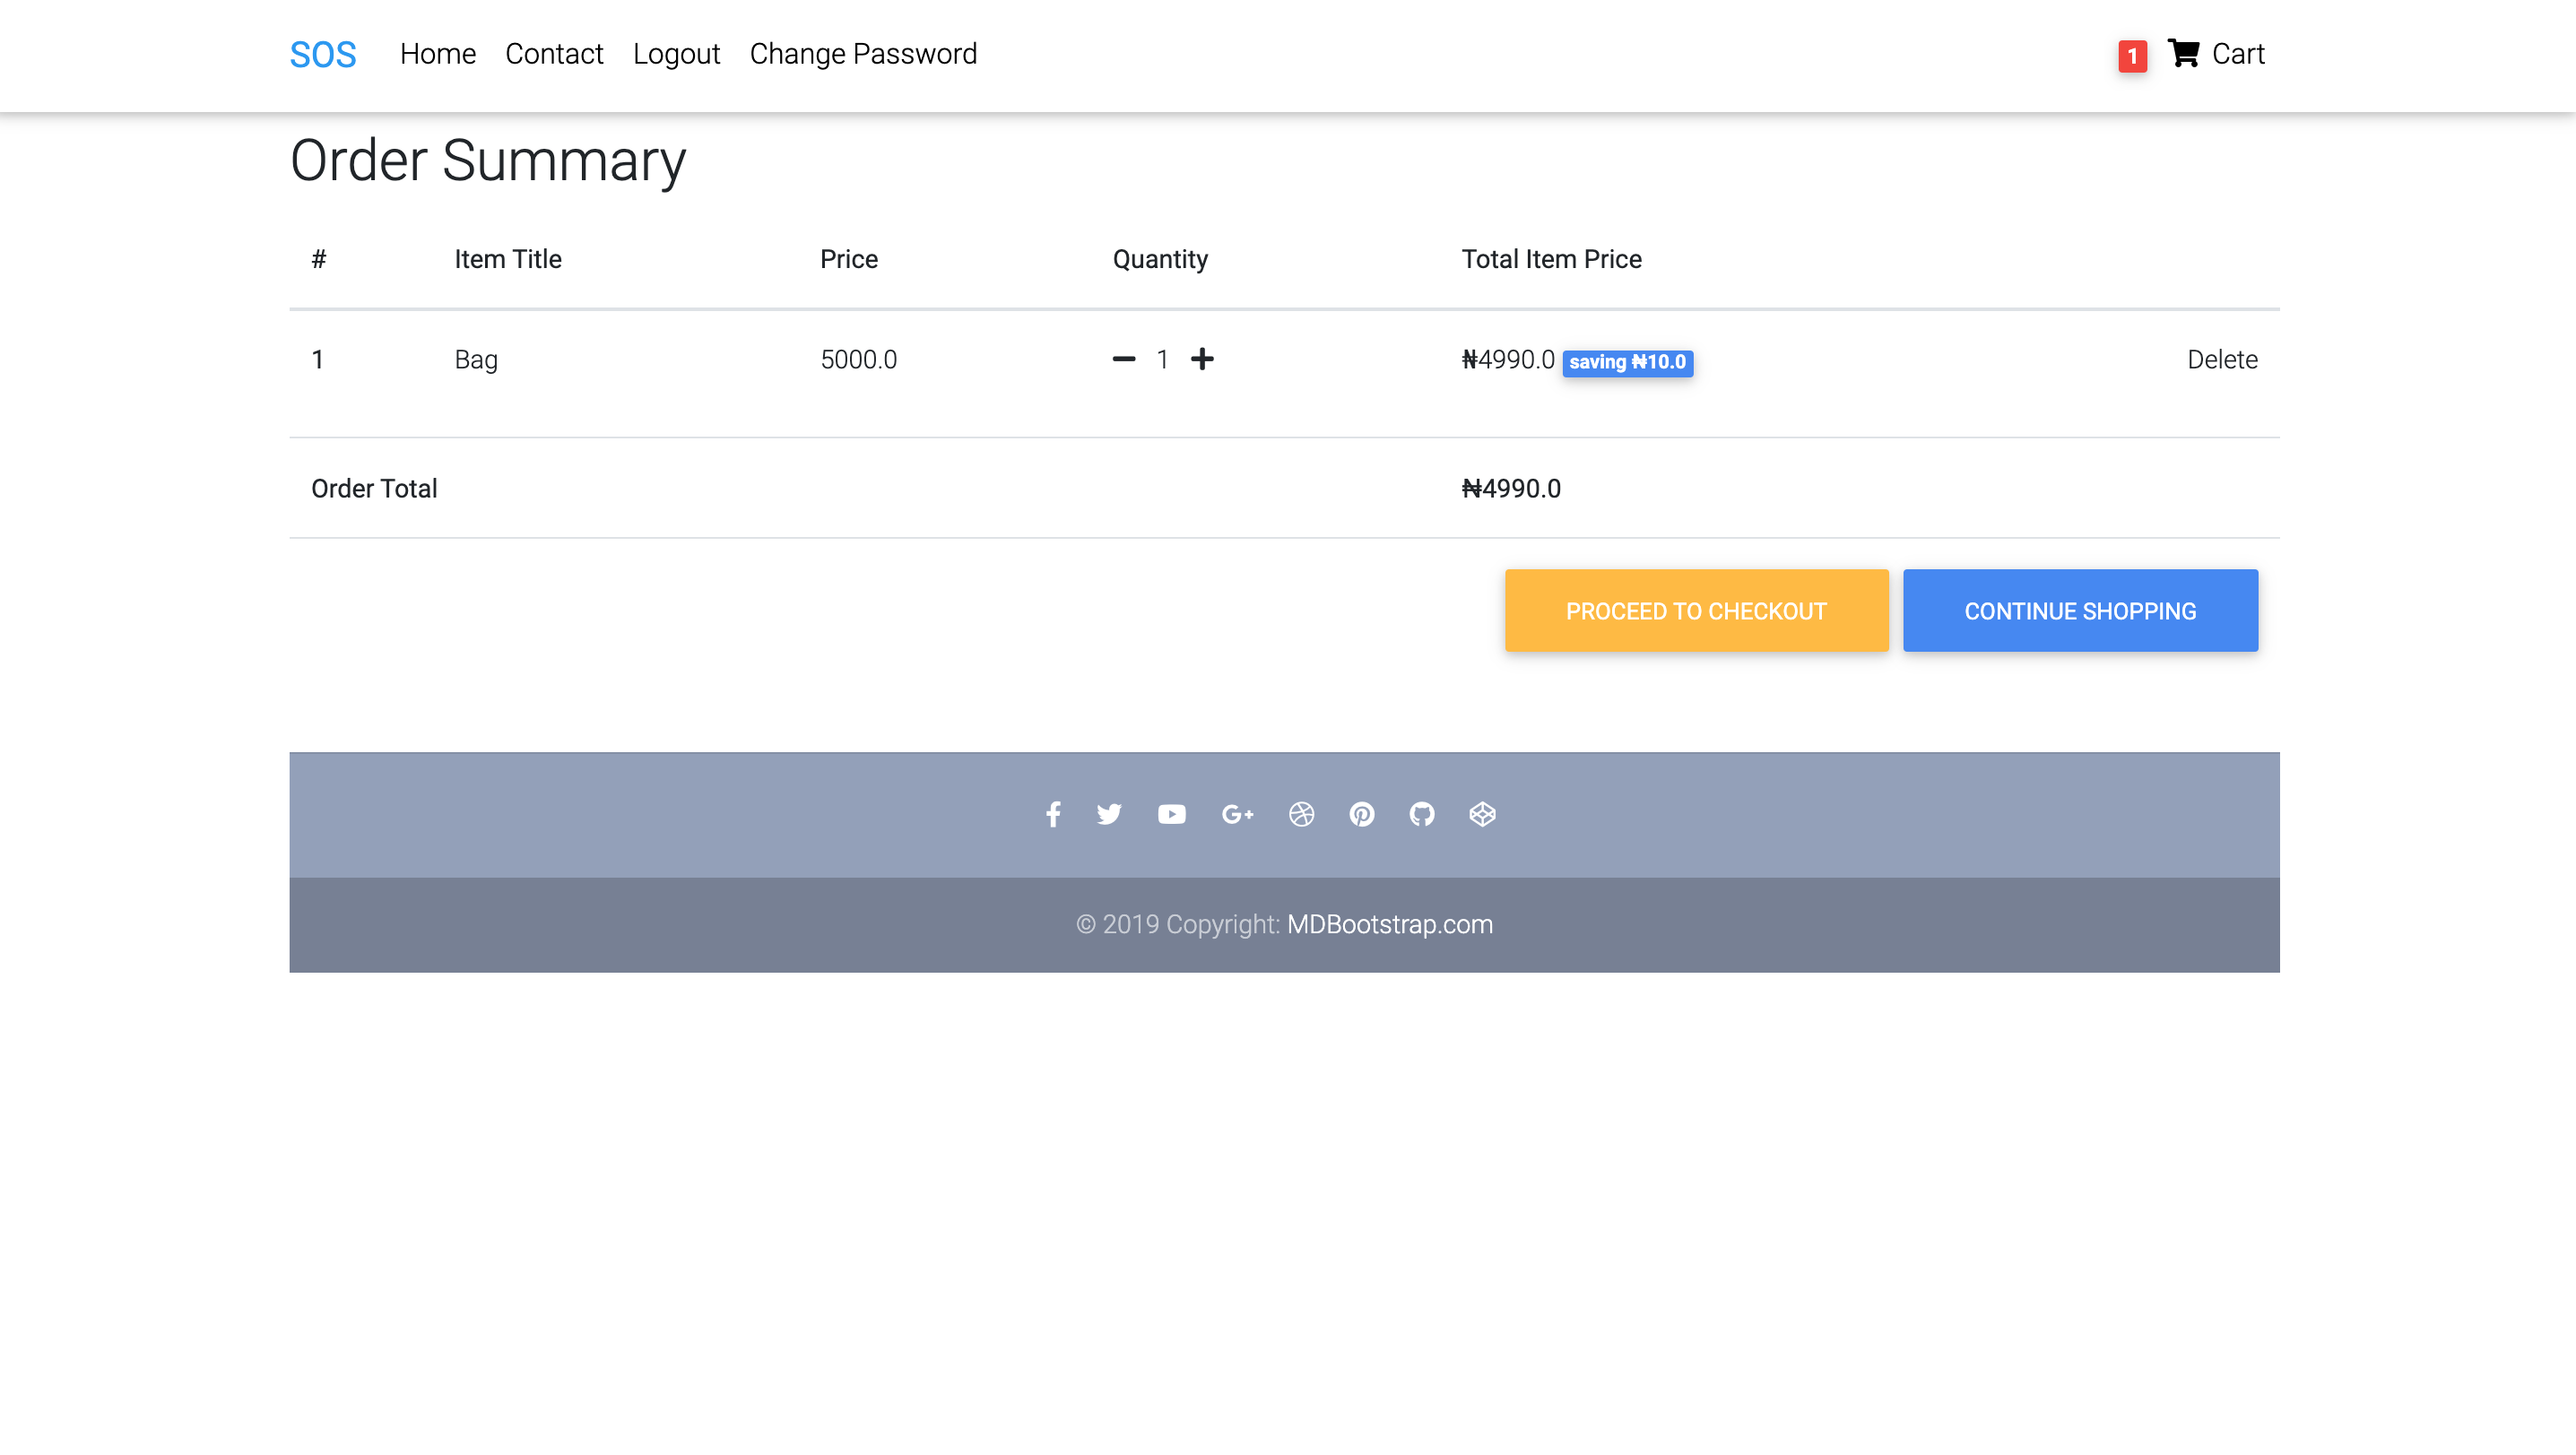 SOS Home Contact Logout Change Password 1 Cart
Order Summary
# Item Title Price Quantity Total Item Price
1 Bag 5000.0 1 ₦4990.0 saving ₦10.0 Delete
Order Total ₦4990.0
PROCEED TO CHECKOUT CONTINUE SHOPPING
© 2019 Copyright: MDBootstrap.com